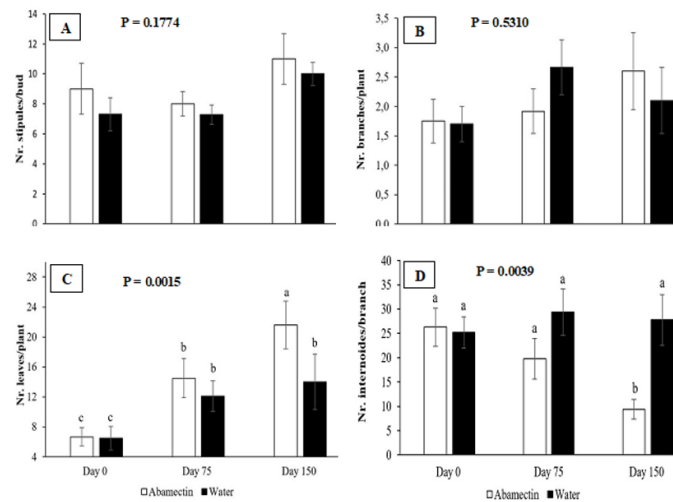 A
P = 0.1774
Nr. stipules/bud
14
12
10
8
6
4
2
0
B
P = 0.5310
Nr. branches/plant
3,5
3,0
2,5
2,0
1,5
1,0
0,5
0,0
C
P = 0.0015
Nr. leaves/plant
28
24
20
16
12
8
4
c c
b b
a b
Day 0 Day 75 Day 150
Abamectin Water
D
P = 0.0039
Nr. internoides/branch
40
35
30
25
20
15
10
5
0
a a
a a
b a
Day 0 Day 75 Day 150
Abamectin Water